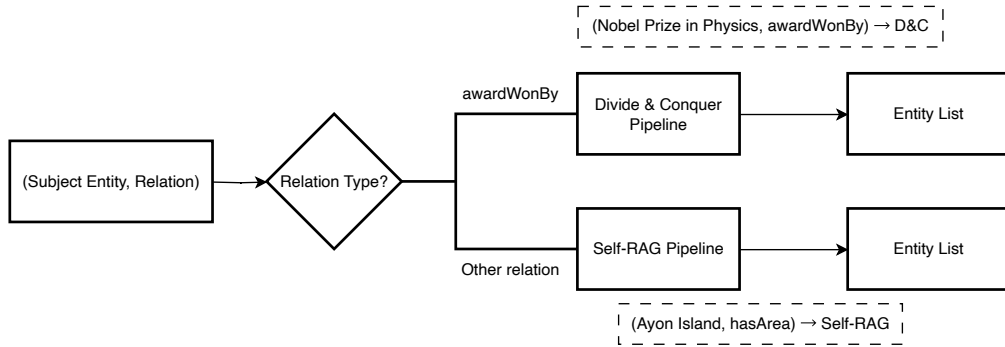 (Nobel Prize in Physics, awardWonBy) → D&C
awardWonBy
Divide & Conquer
Pipeline
Entity List
(Subject Entity, Relation)
Relation Type?
Other relation
Self-RAG Pipeline
Entity List
(Ayon Island, hasArea) → Self-RAG